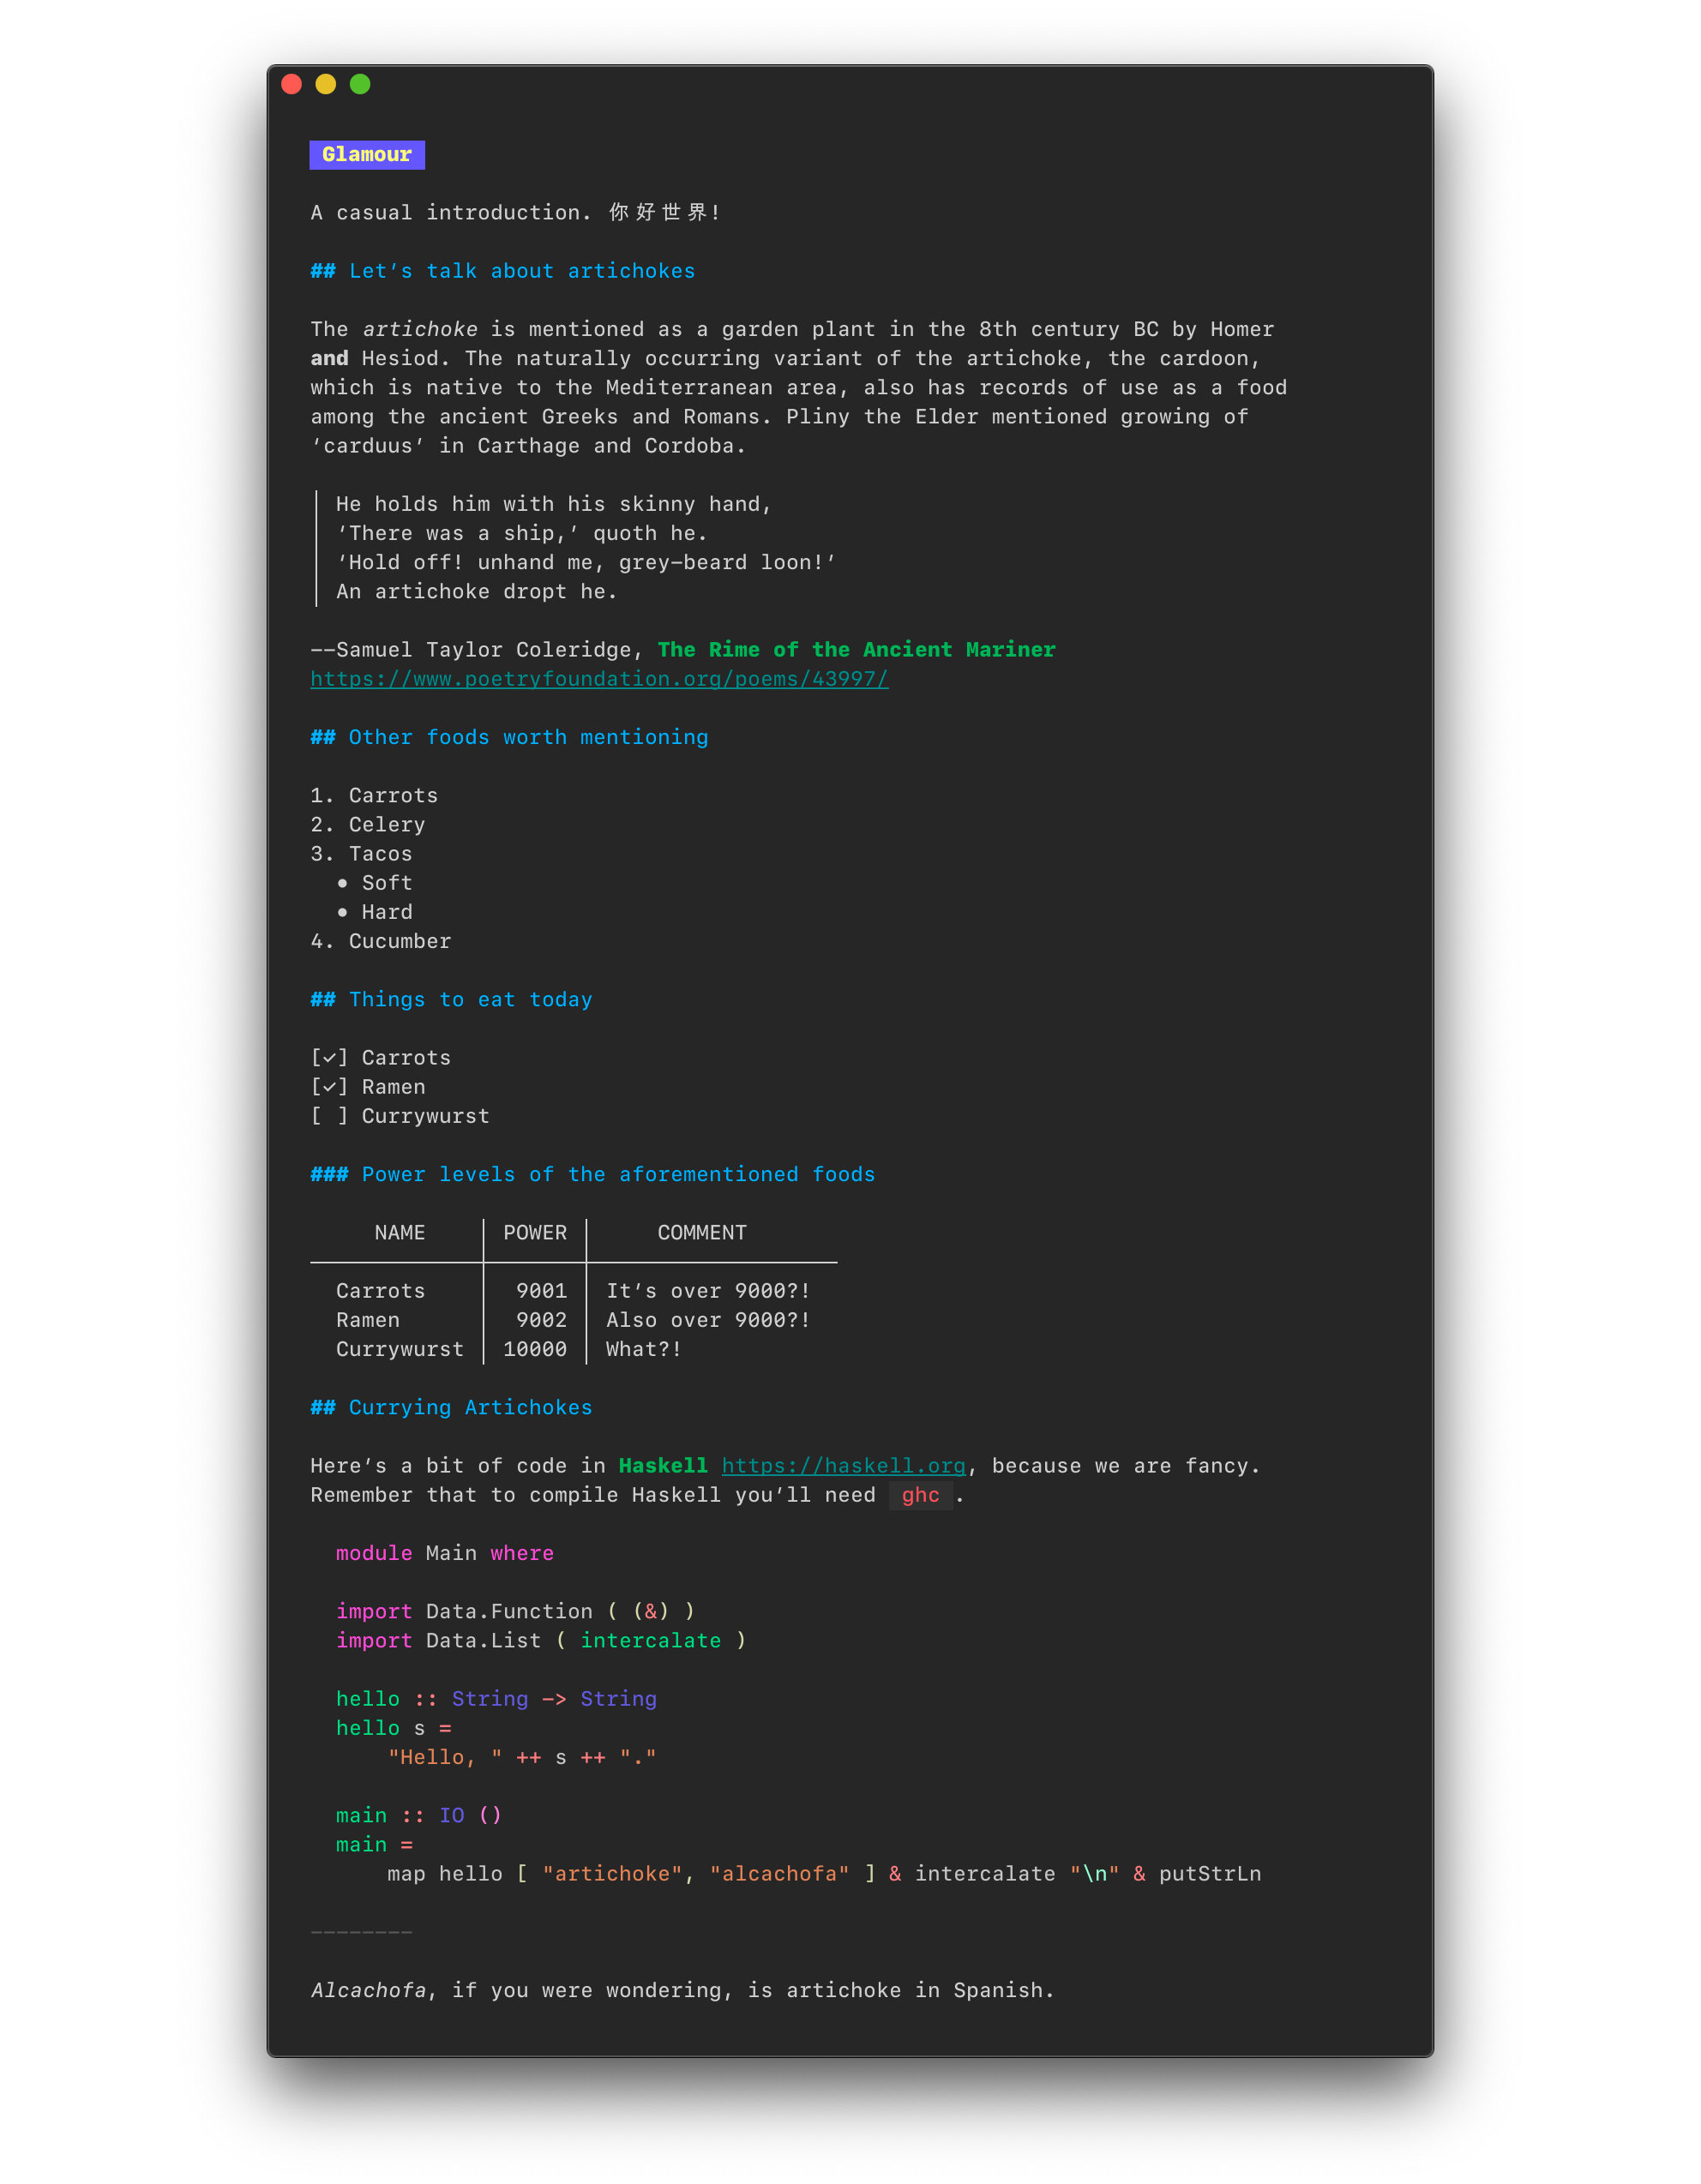 Glamour
A casual introduction. 你好世界!
## Let’s talk about artichokes
The artichoke is mentioned as a garden plant in the 8th century BC by Homer
and Hesiod. The naturally occurring variant of the artichoke, the cardoon,
which is native to the Mediterranean area, also has records of use as a food
among the ancient Greeks and Romans. Pliny the Elder mentioned growing of
‘carduus’ in Carthage and Cordoba.
He holds him with his skinny hand,
‘There was a ship,’ quoth he.
‘Hold off! unhand me, grey-beard loon!’
An artichoke dropt he.
--Samuel Taylor Coleridge, The Rime of the Ancient Mariner
https://www.poetryfoundation.org/poems/43997/
## Other foods worth mentioning
1. Carrots
2. Celery
3. Tacos
• Soft
• Hard
4. Cucumber
## Things to eat today
[✓] Carrots
[✓] Ramen
[ ] Currywurst
### Power levels of the aforementioned foods
NAME | POWER | COMMENT
Carrots | 9001 | It’s over 9000?!
Ramen | 9002 | Also over 9000?!
Currywurst | 10000 | What?!
## Currying Artichokes
Here’s a bit of code in Haskell https://haskell.org, because we are fancy.
Remember that to compile Haskell you’ll need ghc .
module Main where
import Data.Function ( (&) )
import Data.List ( intercalate )
hello :: String -> String
hello s =
"Hello, " ++ s ++ "."
main :: IO ()
main =
map hello [ "artichoke", "alcachofa" ] & intercalate "\n" & putStrLn
--------
Alcachofa, if you were wondering, is artichoke in Spanish.